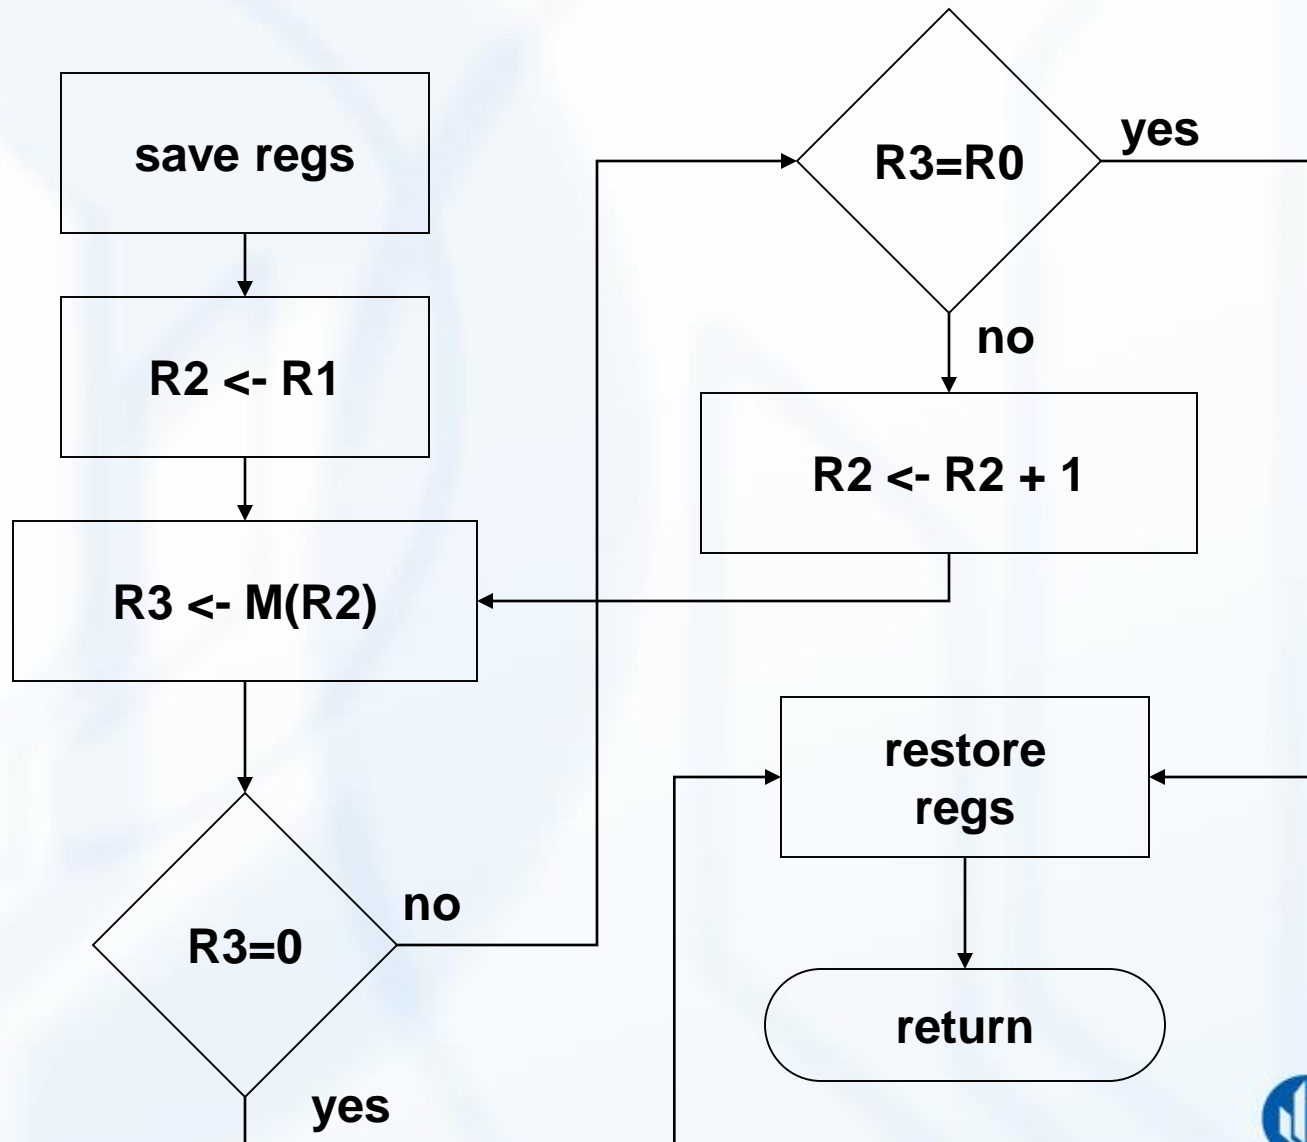 save regs
R2 <- R1
R3 <- M(R2)
R3=0
no
yes
R3=R0
yes
no
R2 <- R2 + 1
restore
regs
return